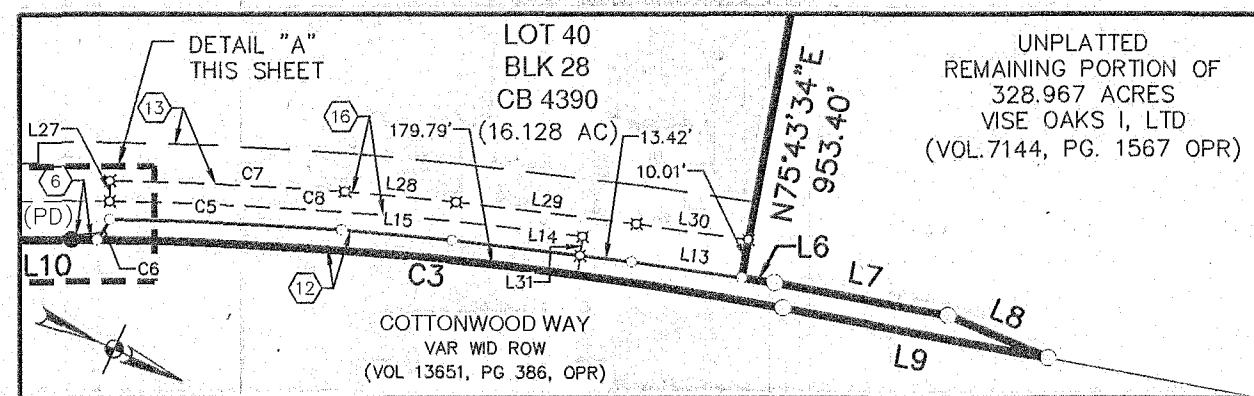 DETAIL "A"
THIS SHEET
LOT 40
BLK 28
CB 4390
(16.128 AC)
UNPLATTED
REMAINING PORTION OF
328.967 ACRES
VISE OAKS I, LTD
(VOL.7144, PG. 1567 OPR)
N75°43'34"E
953.40'
13
16
179.79'
13.42'
10.01'
L27
C7
L28
L29
L30
6
(PD)
C5
C8
L15
L14
L13
L6
L7
L8
L10
C6
12
C3
L31
L9
COTTONWOOD WAY
VAR WID ROW
(VOL 13651, PG 386, OPR)